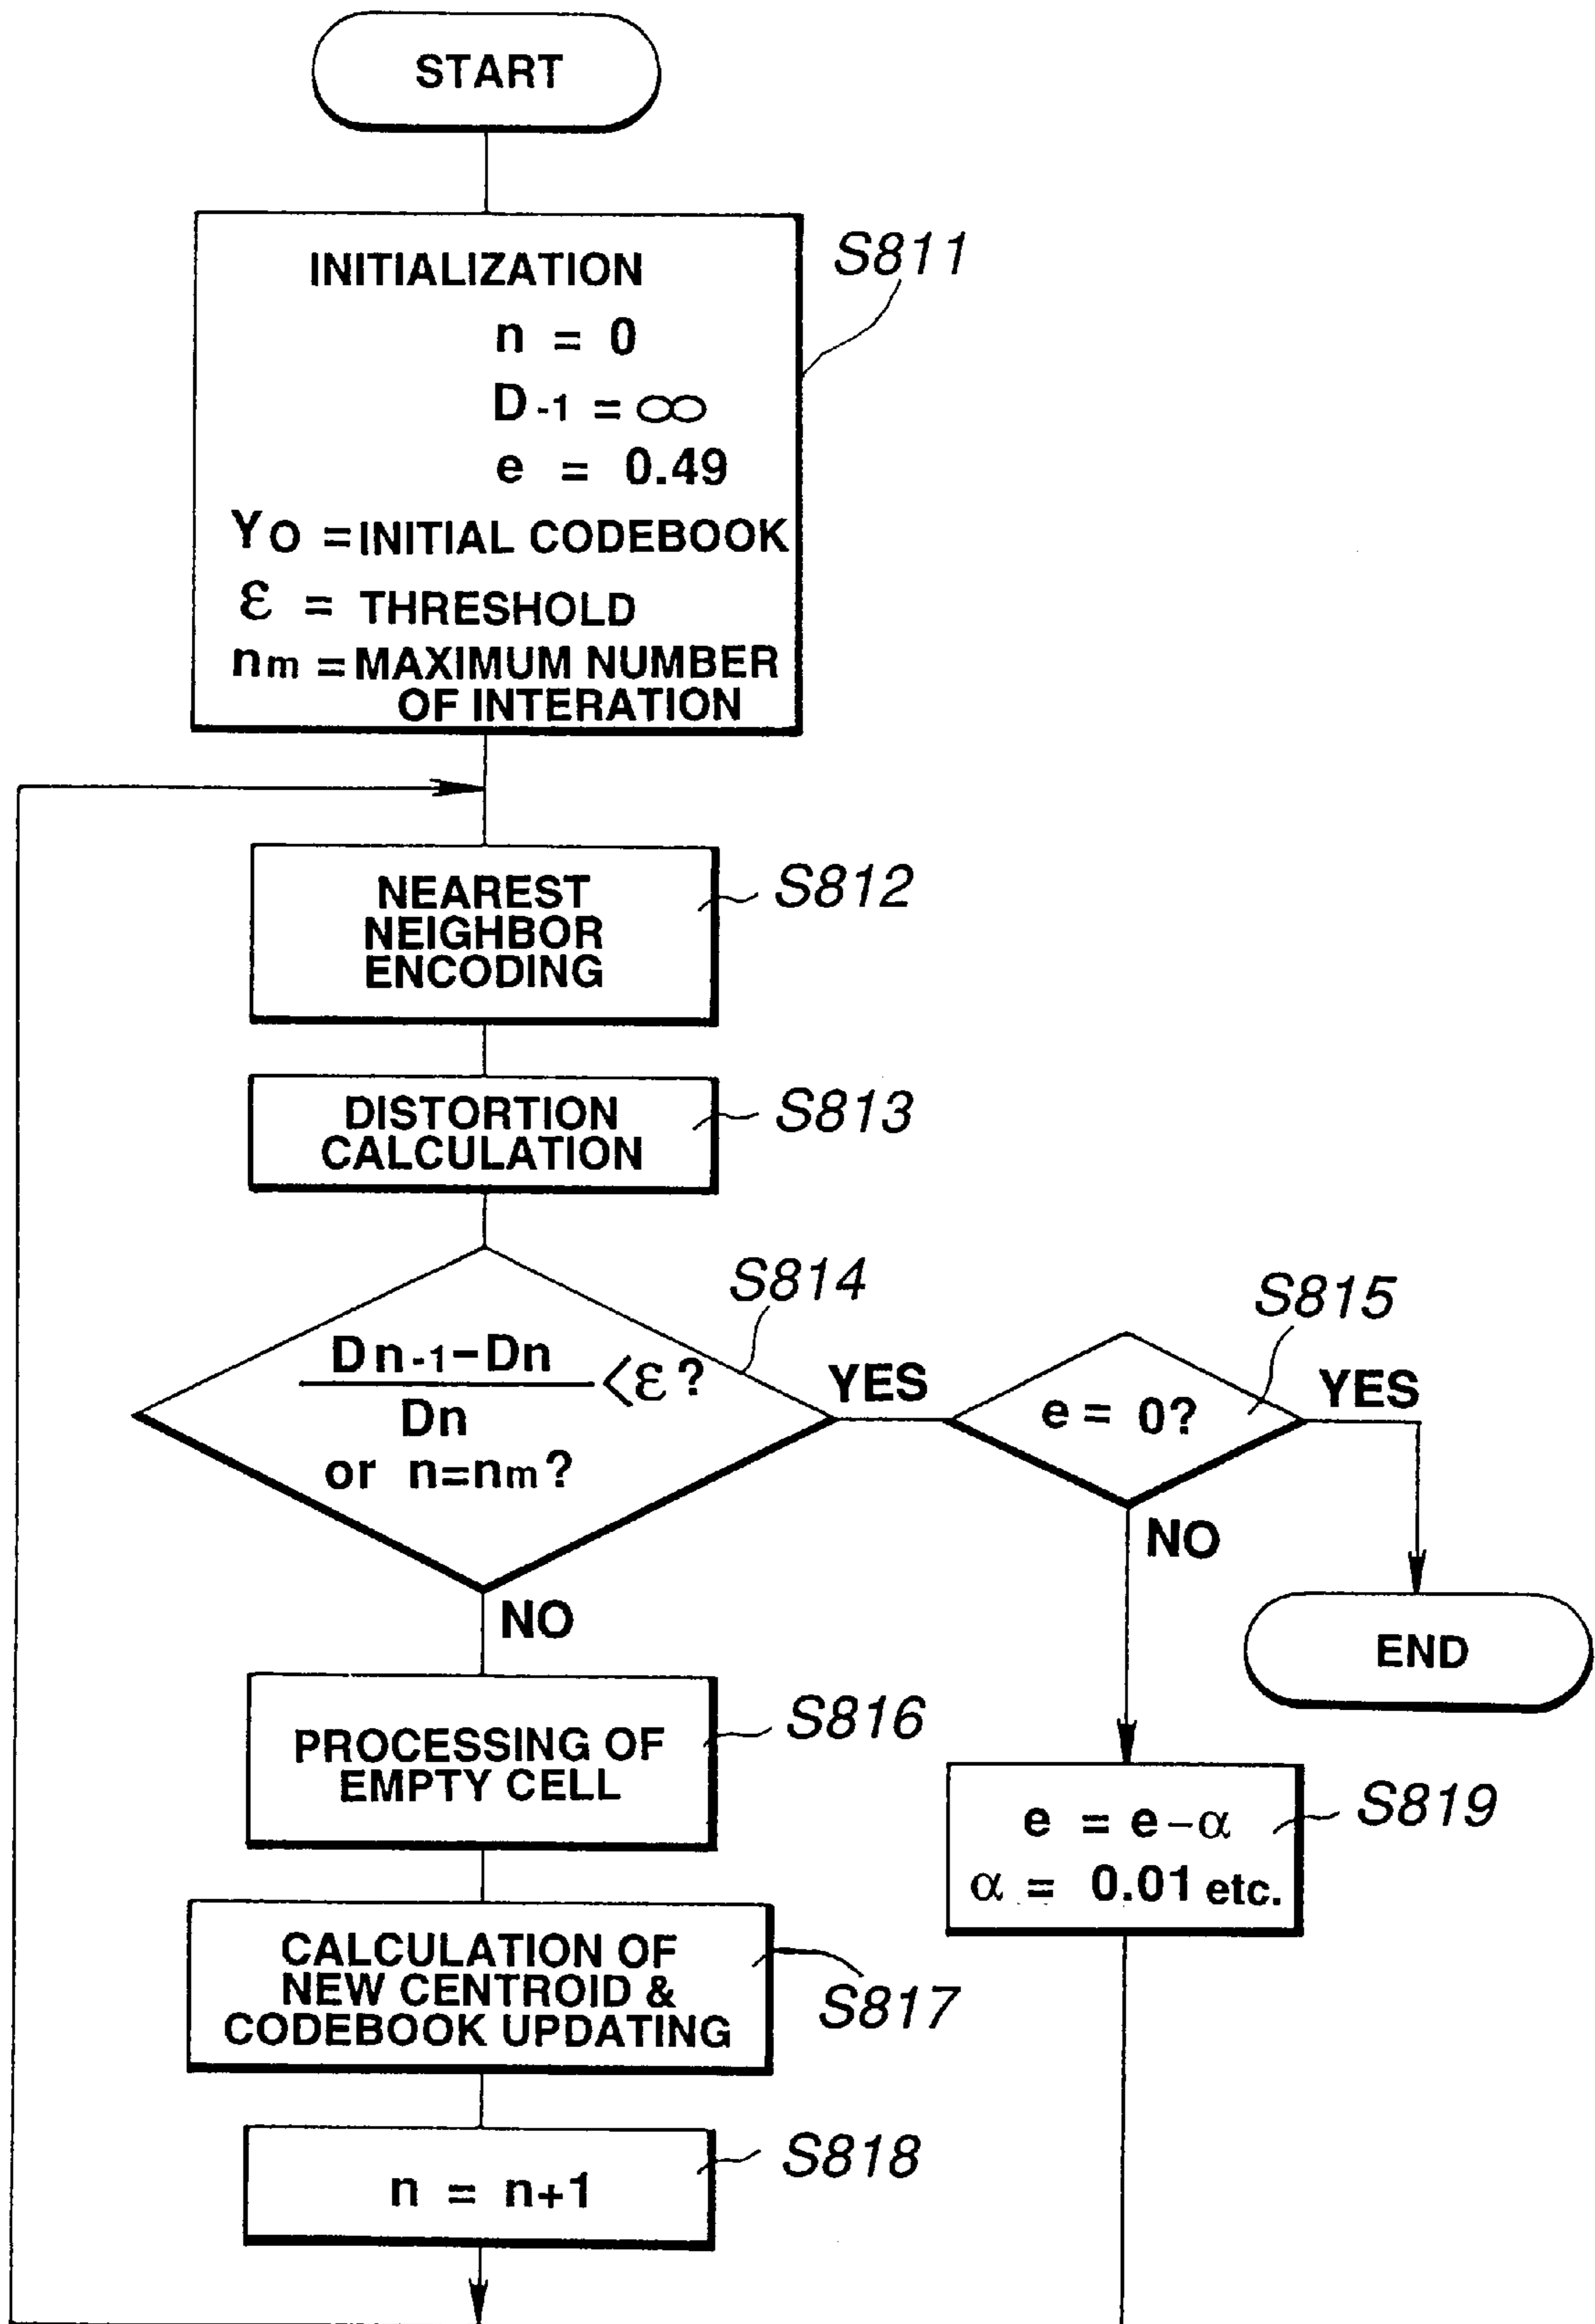 START
INITIALIZATION
n = 0
D-1 = ∞
e = 0.49
YO = INITIAL CODEBOOK
ε = THRESHOLD
nm = MAXIMUM NUMBER
OF INTERATION
S811
NEAREST
NEIGHBOR
ENCODING
S812
DISTORTION
CALCULATION
S813
Dn-1-Dn
<ε?
Dn
or n=nm?
S814
YES
NO
e = 0?
S815
YES
NO
END
PROCESSING OF
EMPTY CELL
S816
e = e-α
α = 0.01 etc.
S819
CALCULATION OF
NEW CENTROID &
CODEBOOK UPDATING
S817
n = n+1
S818